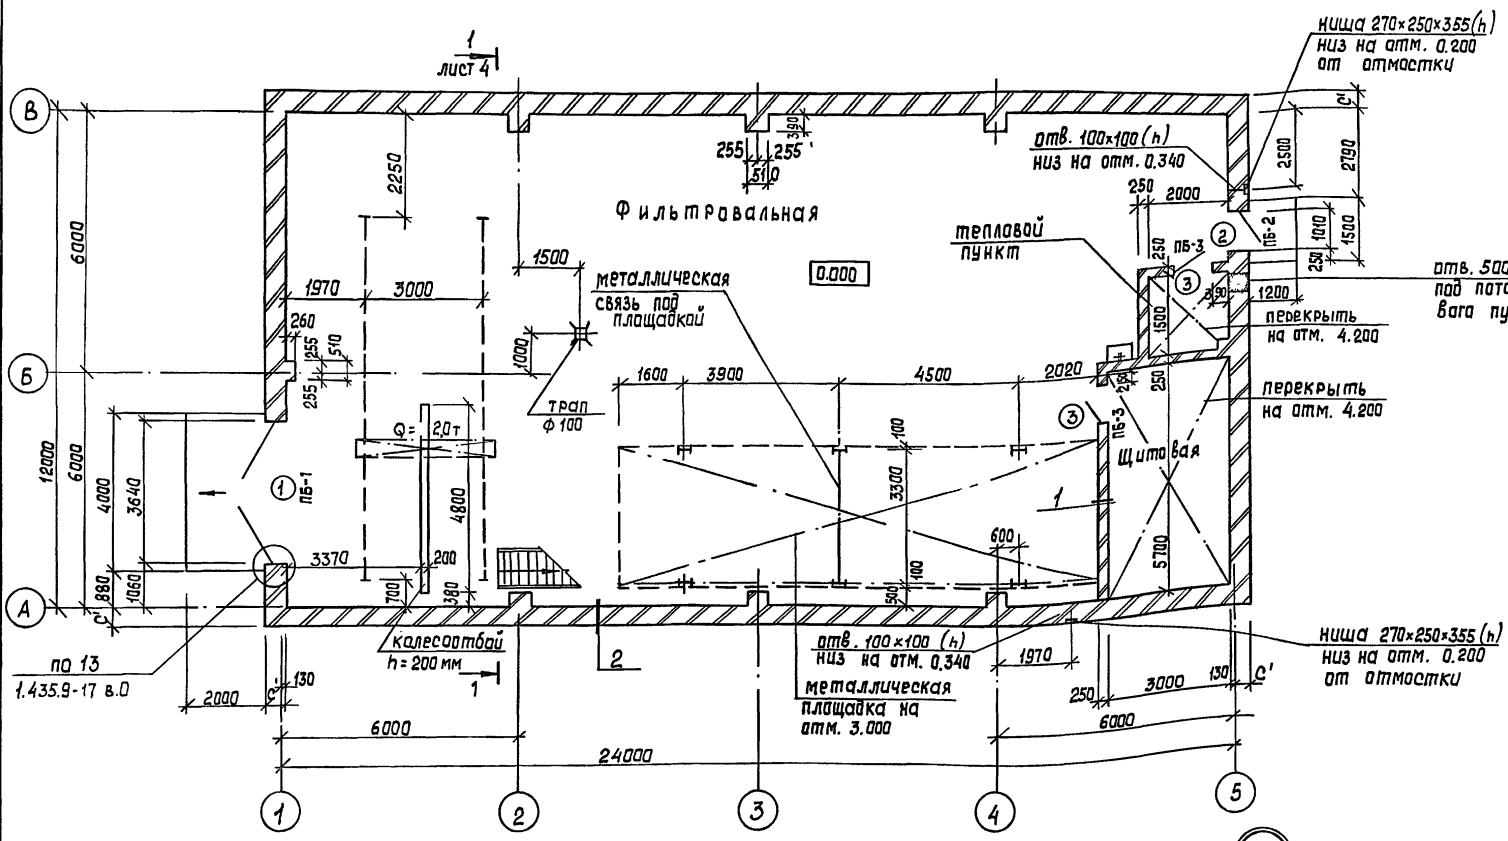 1
лист 4
ниша 270×250×355(h)
низ на отм. 0.200
от отмостки
В
Б
А
12000
6000
6000
2250
390
255
255
510
отв. 100×100 (h)
низ на отм. 0.340
250
2000
2500
2790
С'
1010
1500
250
1200
Фильтровальная
0.000
тепловой
пункт
250
ПБ-3
2
ПБ-2
3
390
1500
отв. 500
под пото
вого пу
перекрыть
на отм. 4.200
перекрыть
на отм. 4.200
1970
3000
1500
металлическая
связь под
площадкой
260
255
510
255
1000
трап
ф 100
1600
3900
4500
2020
250
250
3
ПБ-3
Щитовая
Q= 2,0т
4000
3640
880
1060
С'
1
ПБ-1
4800
3370
200
700
380
100
3300
100
500
600
1
5700
по 13
1.435.9-17 в.0
колесоотбой
h=200 мм
1
2
отв. 100×100 (h)
низ на отм. 0.340
металлическая
площадка на
отм. 3.000
1970
250
3000
130
С'
ниша 270×250×355(h)
низ на отм. 0.200
от отмостки
2000
С'
130
6000
6000
24000
1
2
3
4
5